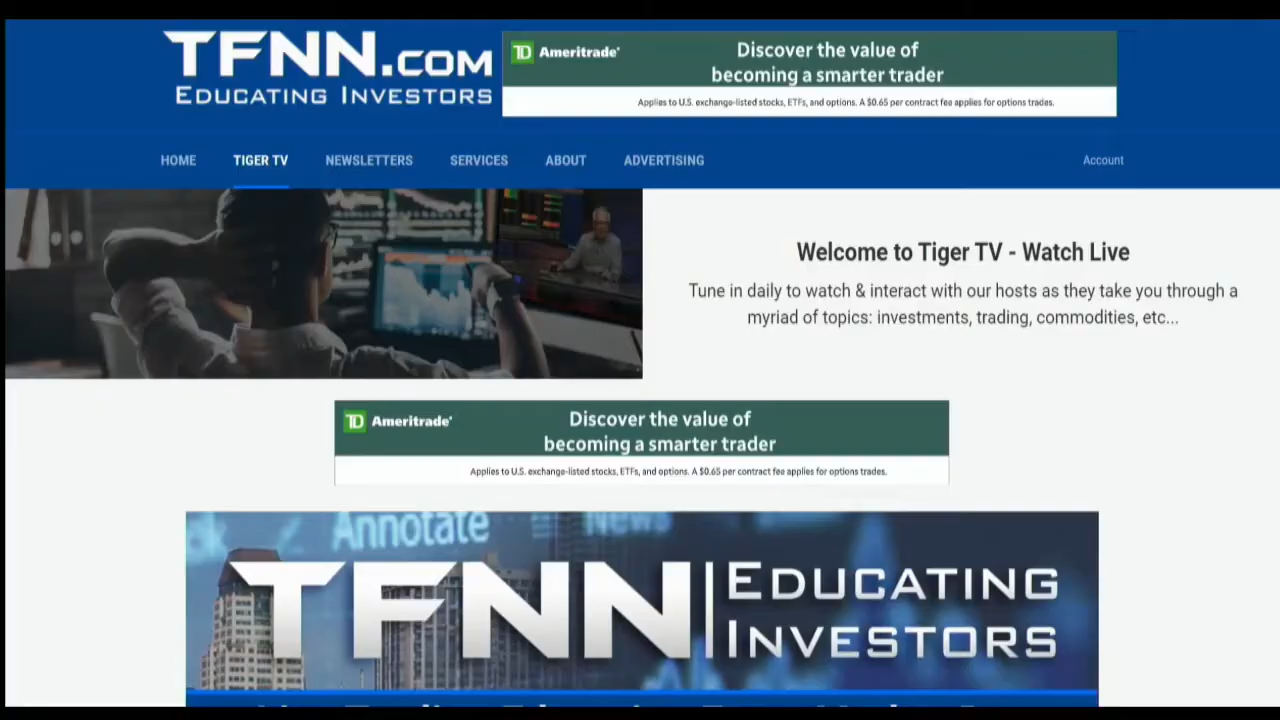 TFNN.COM
EDUCATING INVESTORS
TD Ameritrade
Discover the value of
becoming a smarter trader
Applies to U.S. exchange-listed stocks, ETFs, and options. A $0.65 per contract fee applies for options trades.
HOME TIGER TV NEWSLETTERS SERVICES ABOUT ADVERTISING Account
Welcome to Tiger TV - Watch Live
Tune in daily to watch & interact with our hosts as they take you through a
myriad of topics: investments, trading, commodities, etc...
TD Ameritrade
Discover the value of
becoming a smarter trader
Applies to U.S. exchange-listed stocks, ETFs, and options. A $0.65 per contract fee applies for options trades.
Annotate News
TFNN EDUCATING
INVESTORS